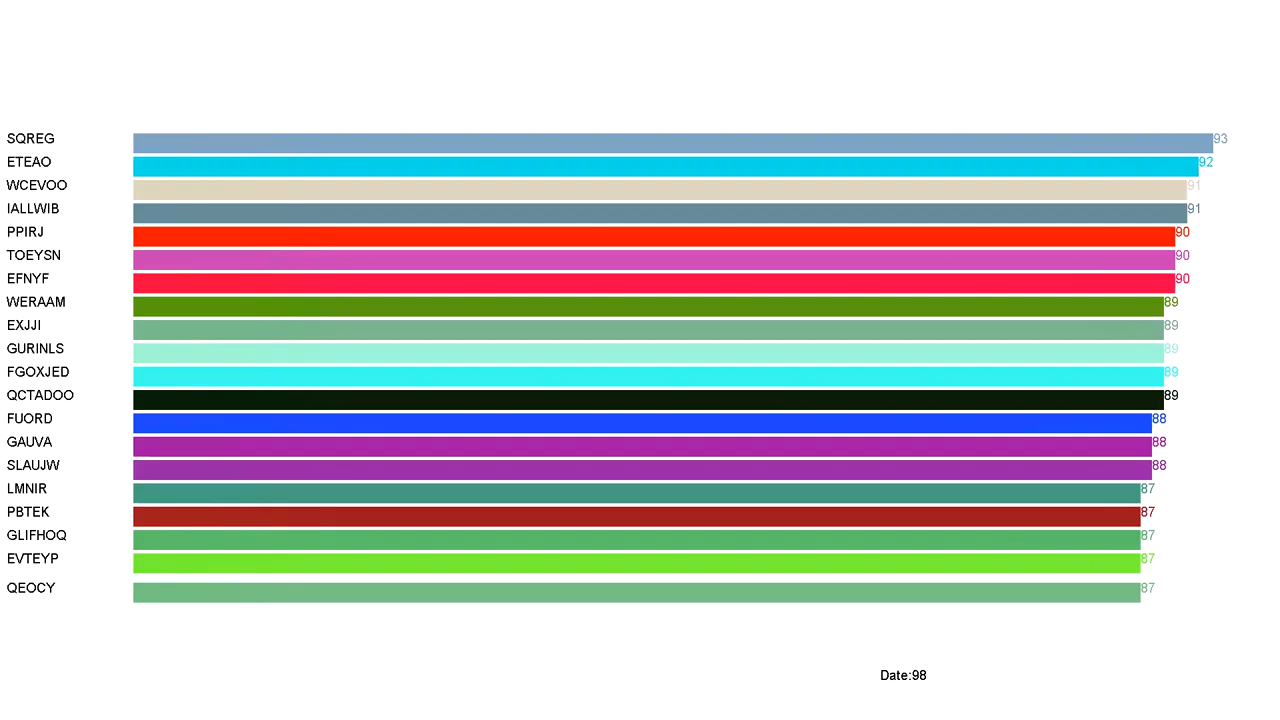 SQREG 93
ETEAO 92
WCEVOO 91
IALLWIB 91
PPIRJ 90
TOEYSN 90
EFNYF 90
WERAAM 89
EXJJI 89
GURINLS 89
FGOXJED 89
QCTADOO 89
FUORD 88
GAUVA 88
SLAUJW 88
LMNIR 87
PBTEK 87
GLIFHOQ 87
EVTEYP 87
QEOCY 87
Date:98